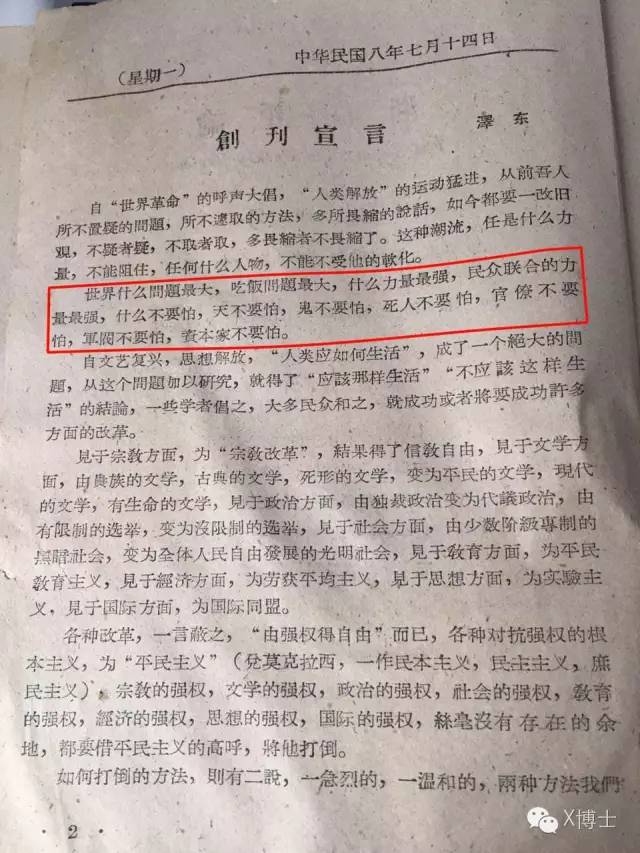 中华民国八年七月十四日
（星期一）
創刊宣言
澤东
自“世界革命”的呼声大倡，“人类解放”的运动猛进，从前吾人
所不置疑的問題，所不遽取的方法，多所畏縮的說話，如今都要一改旧
观，不疑者疑，不取者取，多畏縮者不畏縮了。这种潮流，任是什么力
量，不能阻住，任何什么人物，不能不受他的軟化。
世界什么問題最大，吃飯問題最大，什么力量最强，民众联合的力
量最强，什么不要怕，天不要怕，鬼不要怕，死人不要怕，官僚不要
怕，軍閥不要怕，資本家不要怕。
自文艺复兴，思想解放，“人类应如何生活”，成了一个絕大的問
題，从这个問題加以研究，就得了“应該那样生活”“不应該这样生
活”的結論，一些学者倡之，大多民众和之，就成功或者將要成功許多
方面的改革。
見于宗敎方面，为“宗敎改革”，結果得了信敎自由，見于文学方
面，由貴族的文学，古典的文学，死形的文学，变为平民的文学，現代
的文学，有生命的文学，見于政治方面，由独裁政治变为代議政治，由
有限制的选举，变为沒限制的选举，見于社会方面，由少数阶級專制的
黑暗社会，变为全体人民自由發展的光明社会，見于敎育方面，为平民
敎育主义，見于經济方面，为劳获平均主义，見于思想方面，为实驗主
义，見于国际方面，为国际同盟。
各种改革，一言蔽之，“由强权得自由”而已，各种对抗强权的根
本主义，为“平民主义”（兌莫克拉西，一作民本主义，民主主义，庶
民主义），宗敎的强权，文学的强权，政治的强权，社会的强权，敎育
的强权，經济的强权，思想的强权，国际的强权，絲毫沒有存在的余
地，都要借平民主义的高呼，將他打倒。
如何打倒的方法，則有二說，一急烈的，一温和的，兩种方法我們
·2·
X博士